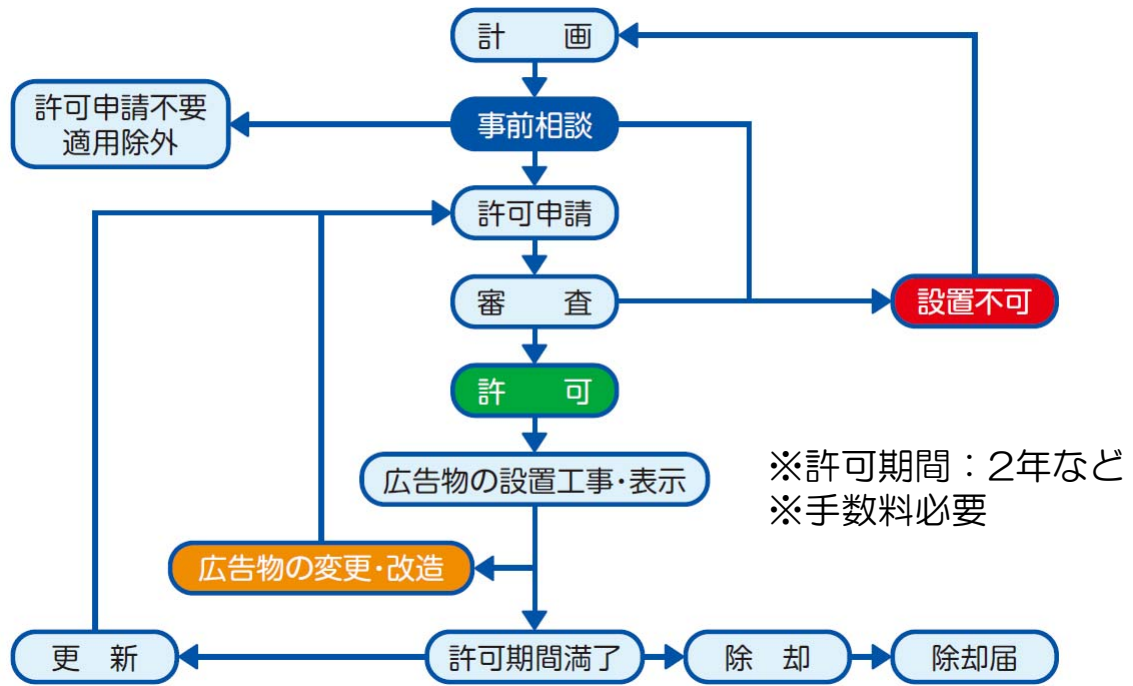 計　画
許可申請不要
適用除外
事前相談
許可申請
審　査
設置不可
許　可
広告物の設置工事・表示
※許可期間：2年など
※手数料必要
広告物の変更・改造
更　新
許可期間満了
除　却
除却届